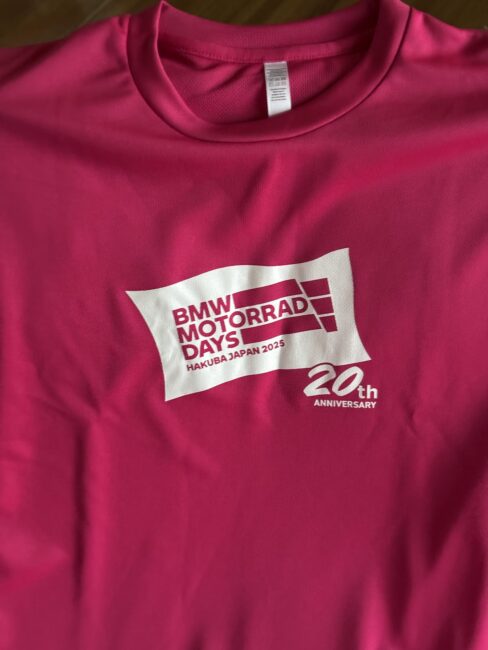 BMW
MOTORRAD
DAYS
HAKUBA JAPAN 2025
20th
ANNIVERSARY